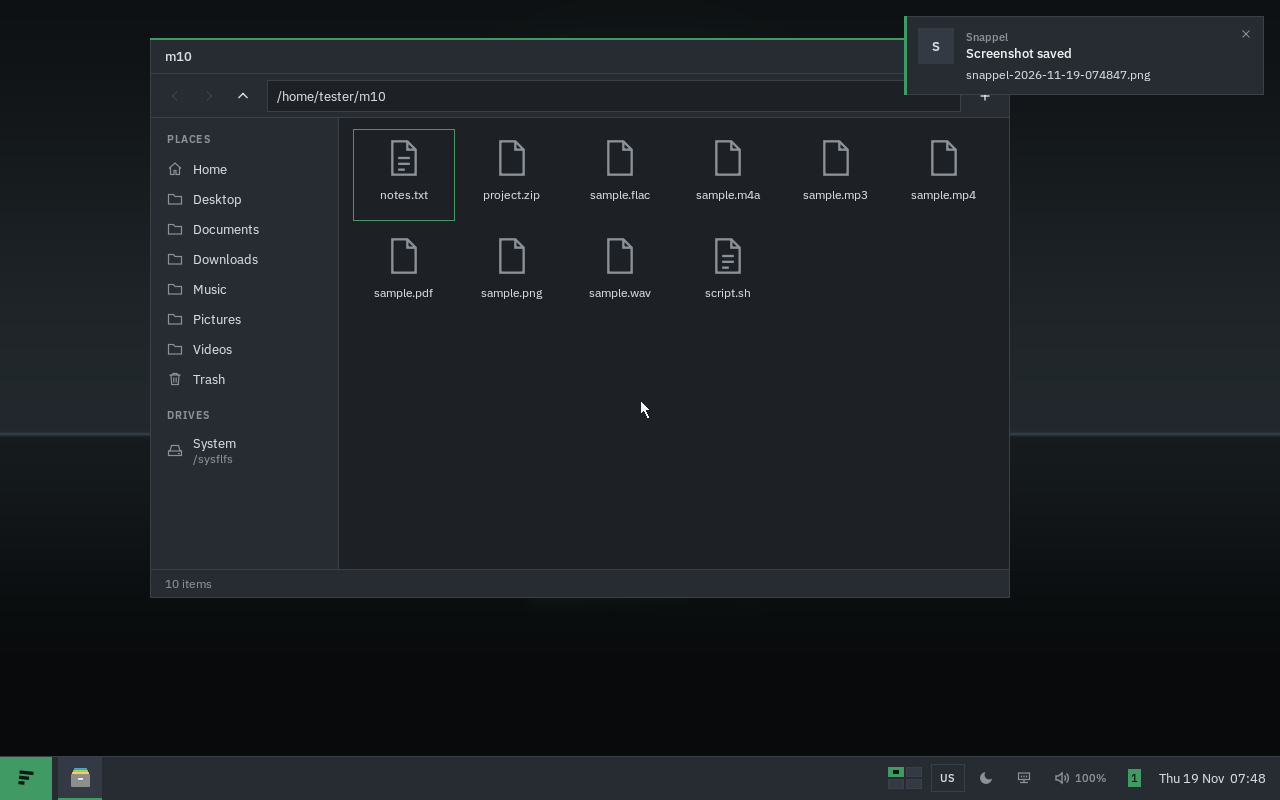 m10
S
Snappel
Screenshot saved
snappel-2026-11-19-074847.png
/home/tester/m10
PLACES
Home
Desktop
Documents
Downloads
Music
Pictures
Videos
Trash
DRIVES
System
/sysflfs
notes.txt
project.zip
sample.flac
sample.m4a
sample.mp3
sample.mp4
sample.pdf
sample.png
sample.wav
script.sh
10 items
US
100%
1
Thu 19 Nov 07:48